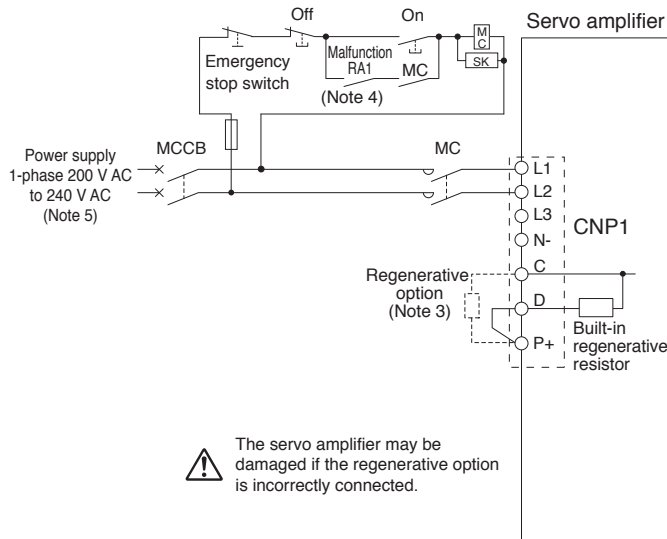 Off
On
Servo amplifier
Emergency
stop switch
Malfunction
RA1
(Note 4)
MC
M
C
SK
Power supply
1-phase 200 V AC
to 240 V AC
(Note 5)
MCCB
MC
L1
L2
L3
N-
CNP1
C
D
P+
Regenerative
option
(Note 3)
Built-in
regenerative
resistor
The servo amplifier may be
damaged if the regenerative option
is incorrectly connected.